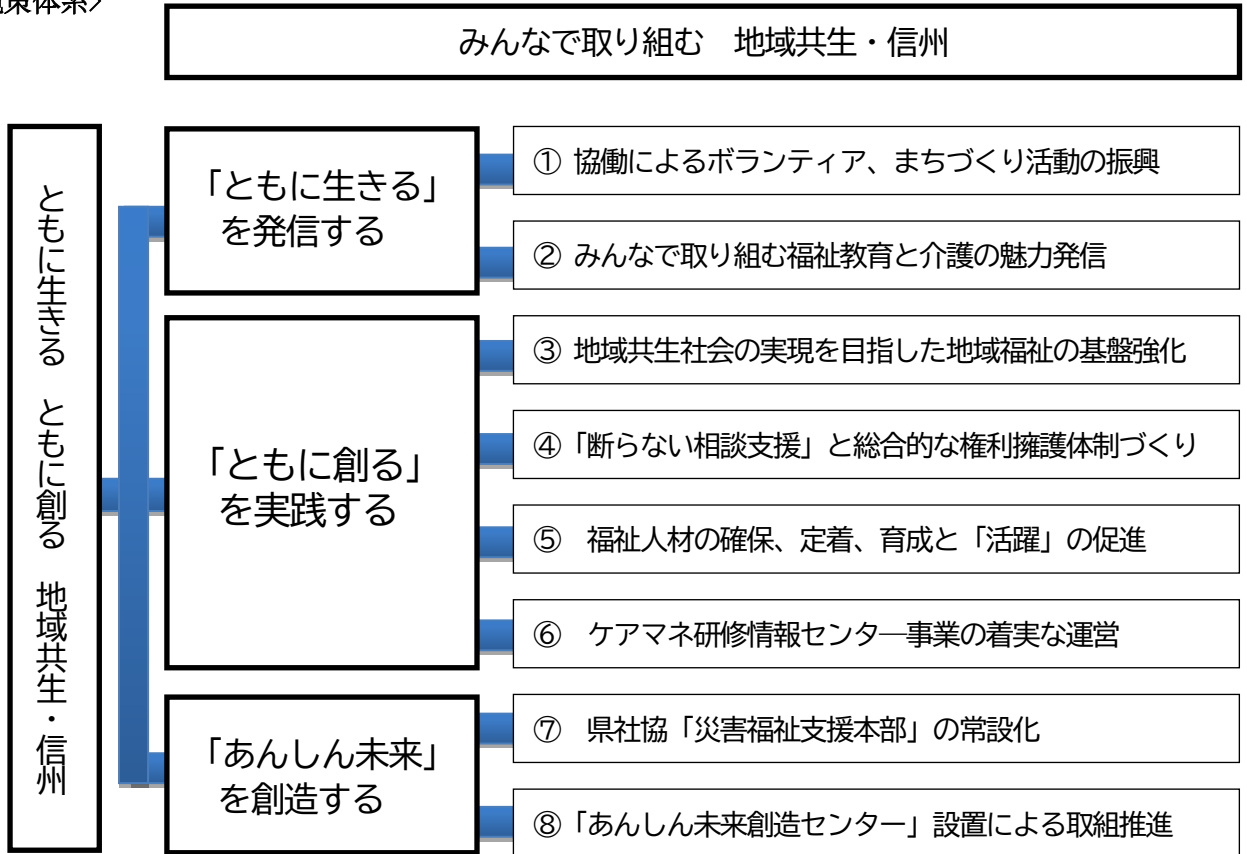 策体系＞
みんなで取り組む　地域共生・信州
ともに生きる　ともに創る　地域共生・信州
「ともに生きる」
を発信する
① 協働によるボランティア、まちづくり活動の振興
② みんなで取り組む福祉教育と介護の魅力発信
「ともに創る」
を実践する
③ 地域共生社会の実現を目指した地域福祉の基盤強化
④「断らない相談支援」と総合的な権利擁護体制づくり
⑤　福祉人材の確保、定着、育成と「活躍」の促進
⑥　ケアマネ研修情報センタ―事業の着実な運営
「あんしん未来」
を創造する
⑦　県社協「災害福祉支援本部」の常設化
⑧「あんしん未来創造センター」設置による取組推進